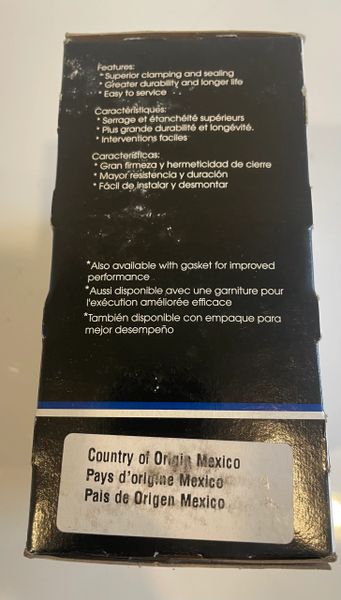 Features:
* Superior clamping and sealing
* Greater durability and longer life
* Easy to service
Caractéristiques:
* Serrage et étanchéité supérieurs
* Plus grande durabilité et longévité.
* Interventions faciles
Características:
* Gran firmeza y hermeticidad de cierre
* Mayor resistencia y duración
* Fácil de instalar y desmontar
*Also available with gasket for improved
performance
*Aussi disponible avec une garniture pour
l'exécution améliorée efficace
*También disponible con empaque para
mejor desempeño
Country of Origin Mexico
Pays d'origine Mexico
Pais de Origen Mexico